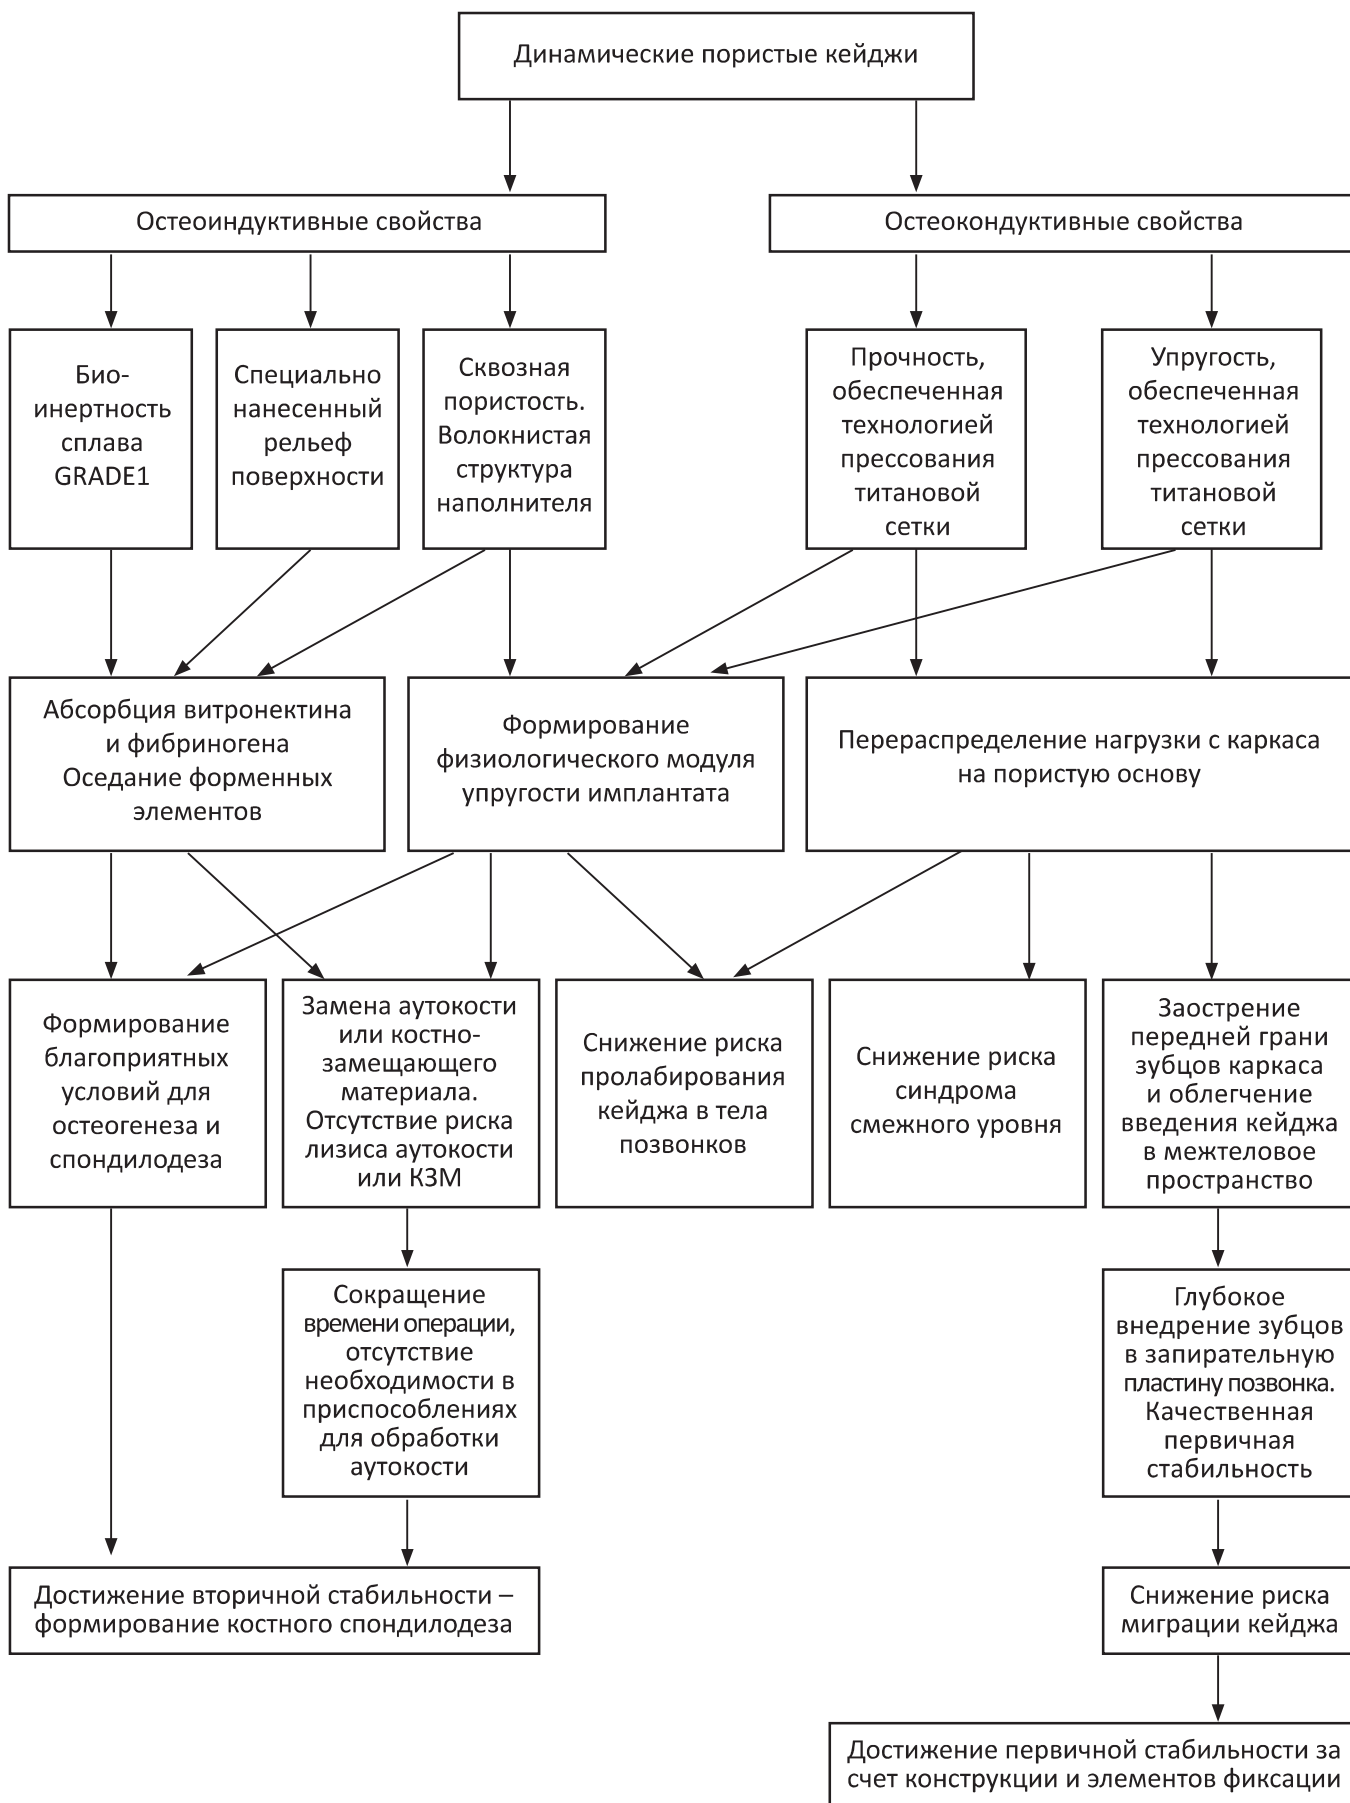 Динамические пористые кейджи
Остеоиндуктивные свойства
Остеокондуктивные свойства
Био-
инертность
сплава
GRADE1
Специально
нанесенный
рельеф
поверхности
Сквозная
пористость.
Волокнистая
структура
наполнителя
Прочность,
обеспеченная
технологией
прессования
титановой
сетки
Упругость,
обеспеченная
технологией
прессования
титановой
сетки
Абсорбция витронектина
и фибриногена
Оседание форменных
элементов
Формирование
физиологического модуля
упругости имплантата
Перераспределение нагрузки с каркаса
на пористую основу
Формирование
благоприятных
условий для
остеогенеза и
спондилодеза
Замена аутокости
или костно-
замещающего
материала.
Отсутствие риска
лизиса аутокости
или КЗМ
Снижение риска
пролабирования
кейджа в тела
позвонков
Снижение риска
синдрома
смежного уровня
Заострение
передней грани
зубцов каркаса
и облегчение
введения кейджа
в межтеловое
пространство
Сокращение
времени операции,
отсутствие
необходимости в
приспособлениях
для обработки
аутокости
Глубокое
внедрение зубцов
в запирательную
пластину позвонка.
Качественная
первичная
стабильность
Достижение вторичной стабильности –
формирование костного спондилодеза
Снижение риска
миграции кейджа
Достижение первичной стабильности за
счет конструкции и элементов фиксации